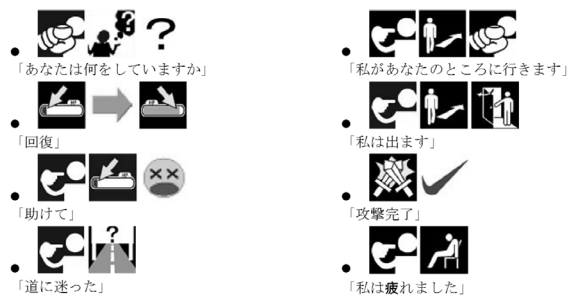 ?
「あなたは何をしていますか」
「私があなたのところに行きます」
「回復」
「私は出ます」
「助けて」
「攻撃完了」
?
「道に迷った」
「私は疲れました」